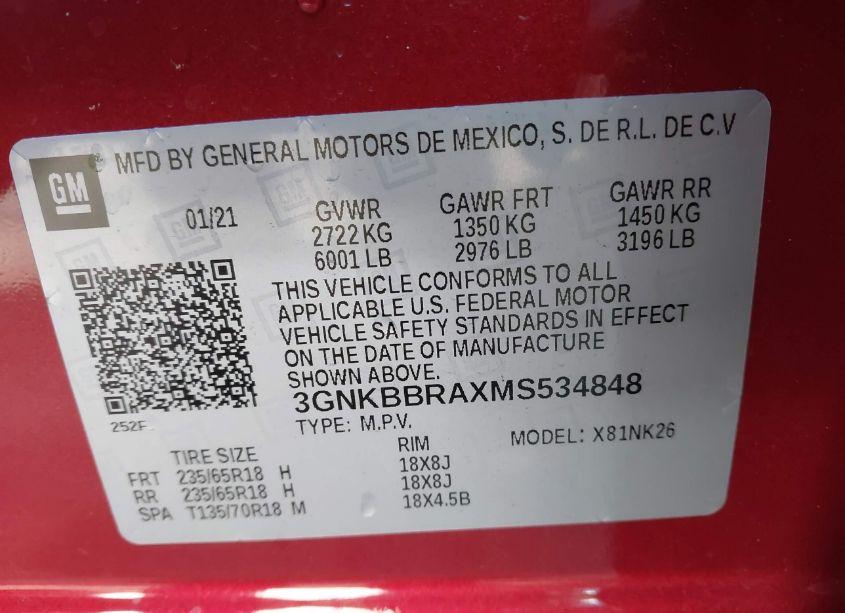 MFD BY GENERAL MOTORS DE MEXICO, S. DE R.L. DE C.V
GM
01/21 GVWR GAWR FRT GAWR RR
2722 KG 1350 KG 1450 KG
6001 LB 2976 LB 3196 LB
THIS VEHICLE CONFORMS TO ALL
APPLICABLE U.S. FEDERAL MOTOR
VEHICLE SAFETY STANDARDS IN EFFECT
ON THE DATE OF MANUFACTURE
SHOWN ABOVE.
3GNKBBRAXMS534848
252F
TYPE: M.P.V. MODEL: X81NK26
TIRE SIZE RIM
FRT 235/65R18 H 18X8J
RR 235/65R18 H 18X8J
SPA T135/70R18 M 18X4.5B